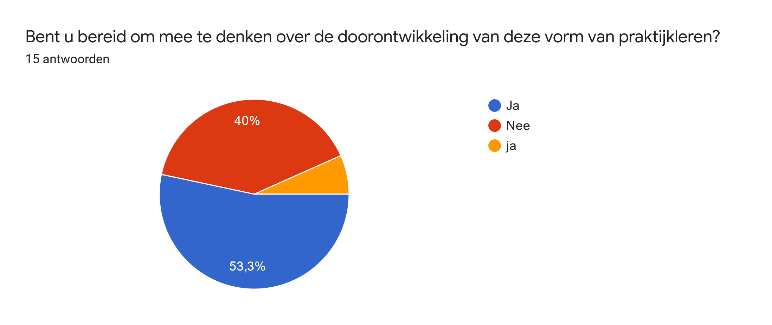 Bent u bereid om mee te denken over de doorontwikkeling van deze vorm van praktijkleren?
15 antwoorden
40%
53,3%
Ja
Nee
ja